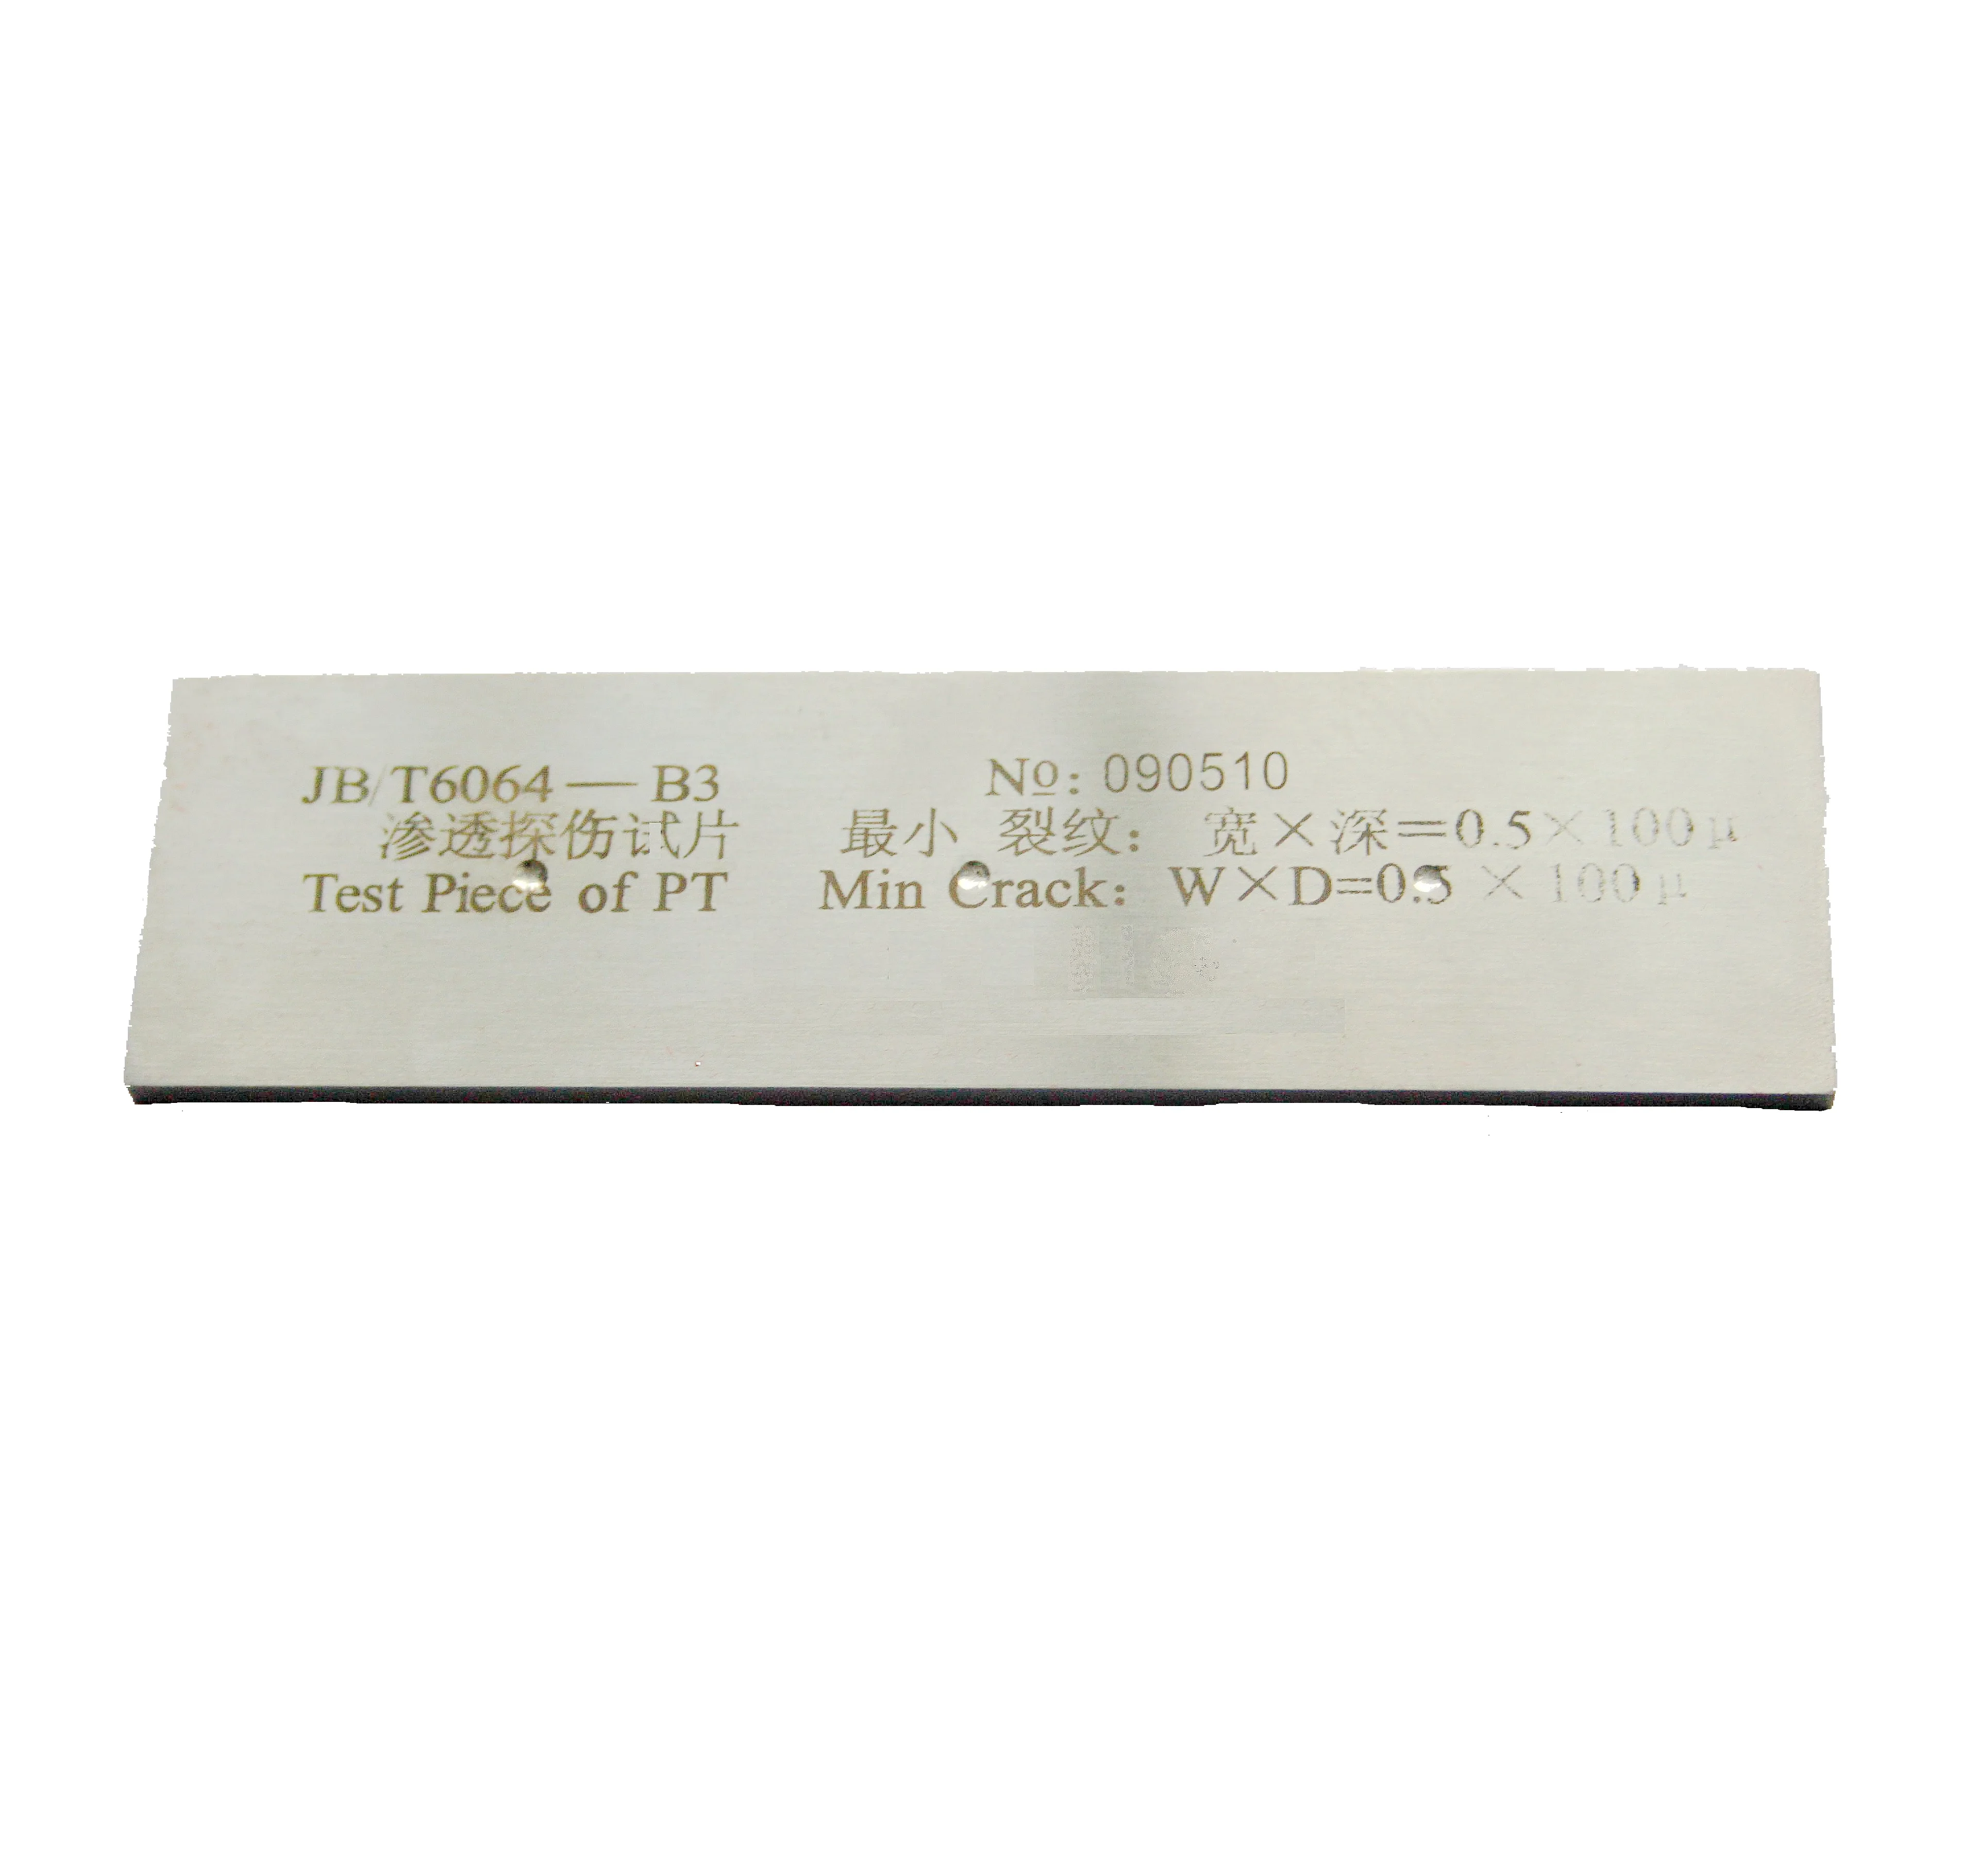 JB/T6064—B3 №: 090510
渗透探伤试片 最小 裂纹: 宽×深=0.5×100μ
Test Piece of PT Min Crack: W×D=0.5 ×100μ